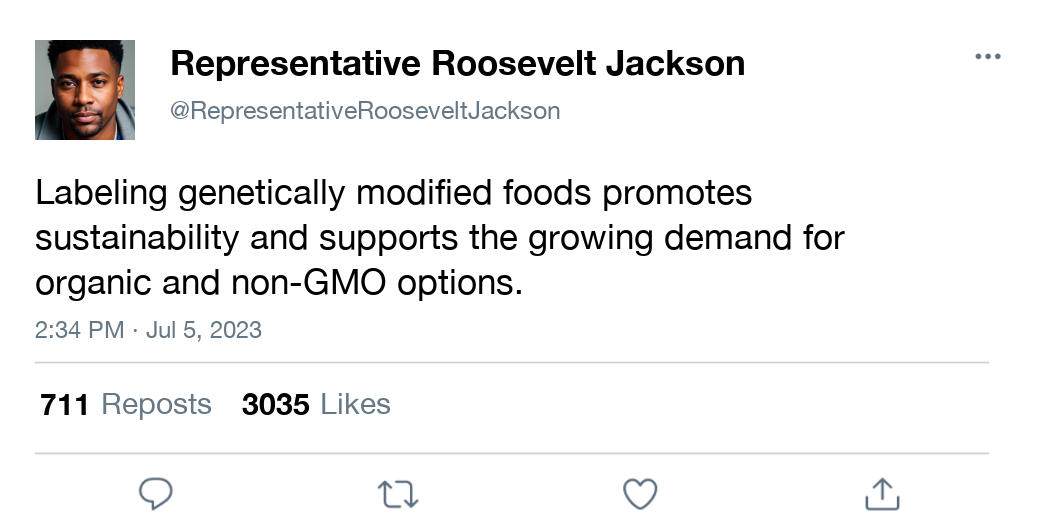 Representative Roosevelt Jackson
@RepresentativeRooseveltJackson
Labeling genetically modified foods promotes
sustainability and supports the growing demand for
organic and non-GMO options.
2:34 PM · Jul 5, 2023
711 Reposts 3035 Likes